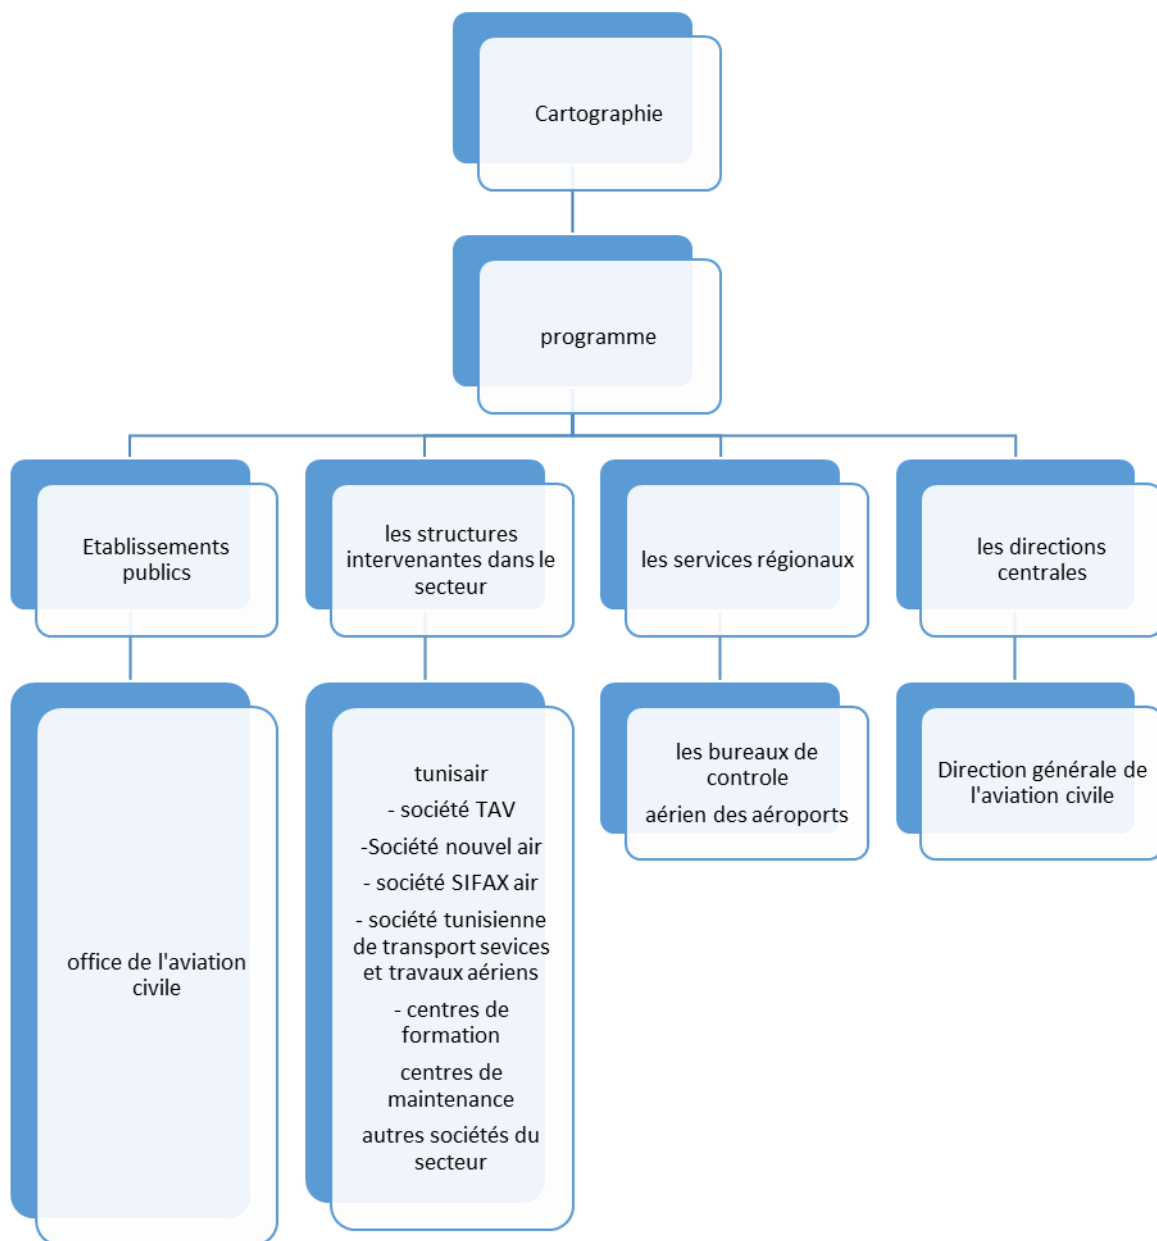 Cartographie
programme
Etablissements
publics
les structures
intervenantes dans le
secteur
les services régionaux
les directions
centrales
office de l'aviation
civile
tunisair
- société TAV
-Société nouvel air
- société SIFAX air
- société tunisienne
de transport sevices
et travaux aériens
- centres de
formation
centres de
maintenance
autres sociétés du
secteur
les bureaux de
controle
aérien des aéroports
Direction générale de
l'aviation civile